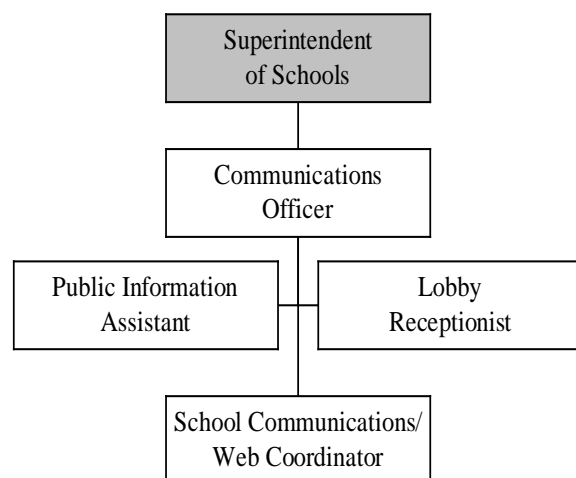 Superintendent
of Schools
Communications
Officer
Public Information
Assistant
Lobby
Receptionist
School Communications/
Web Coordinator